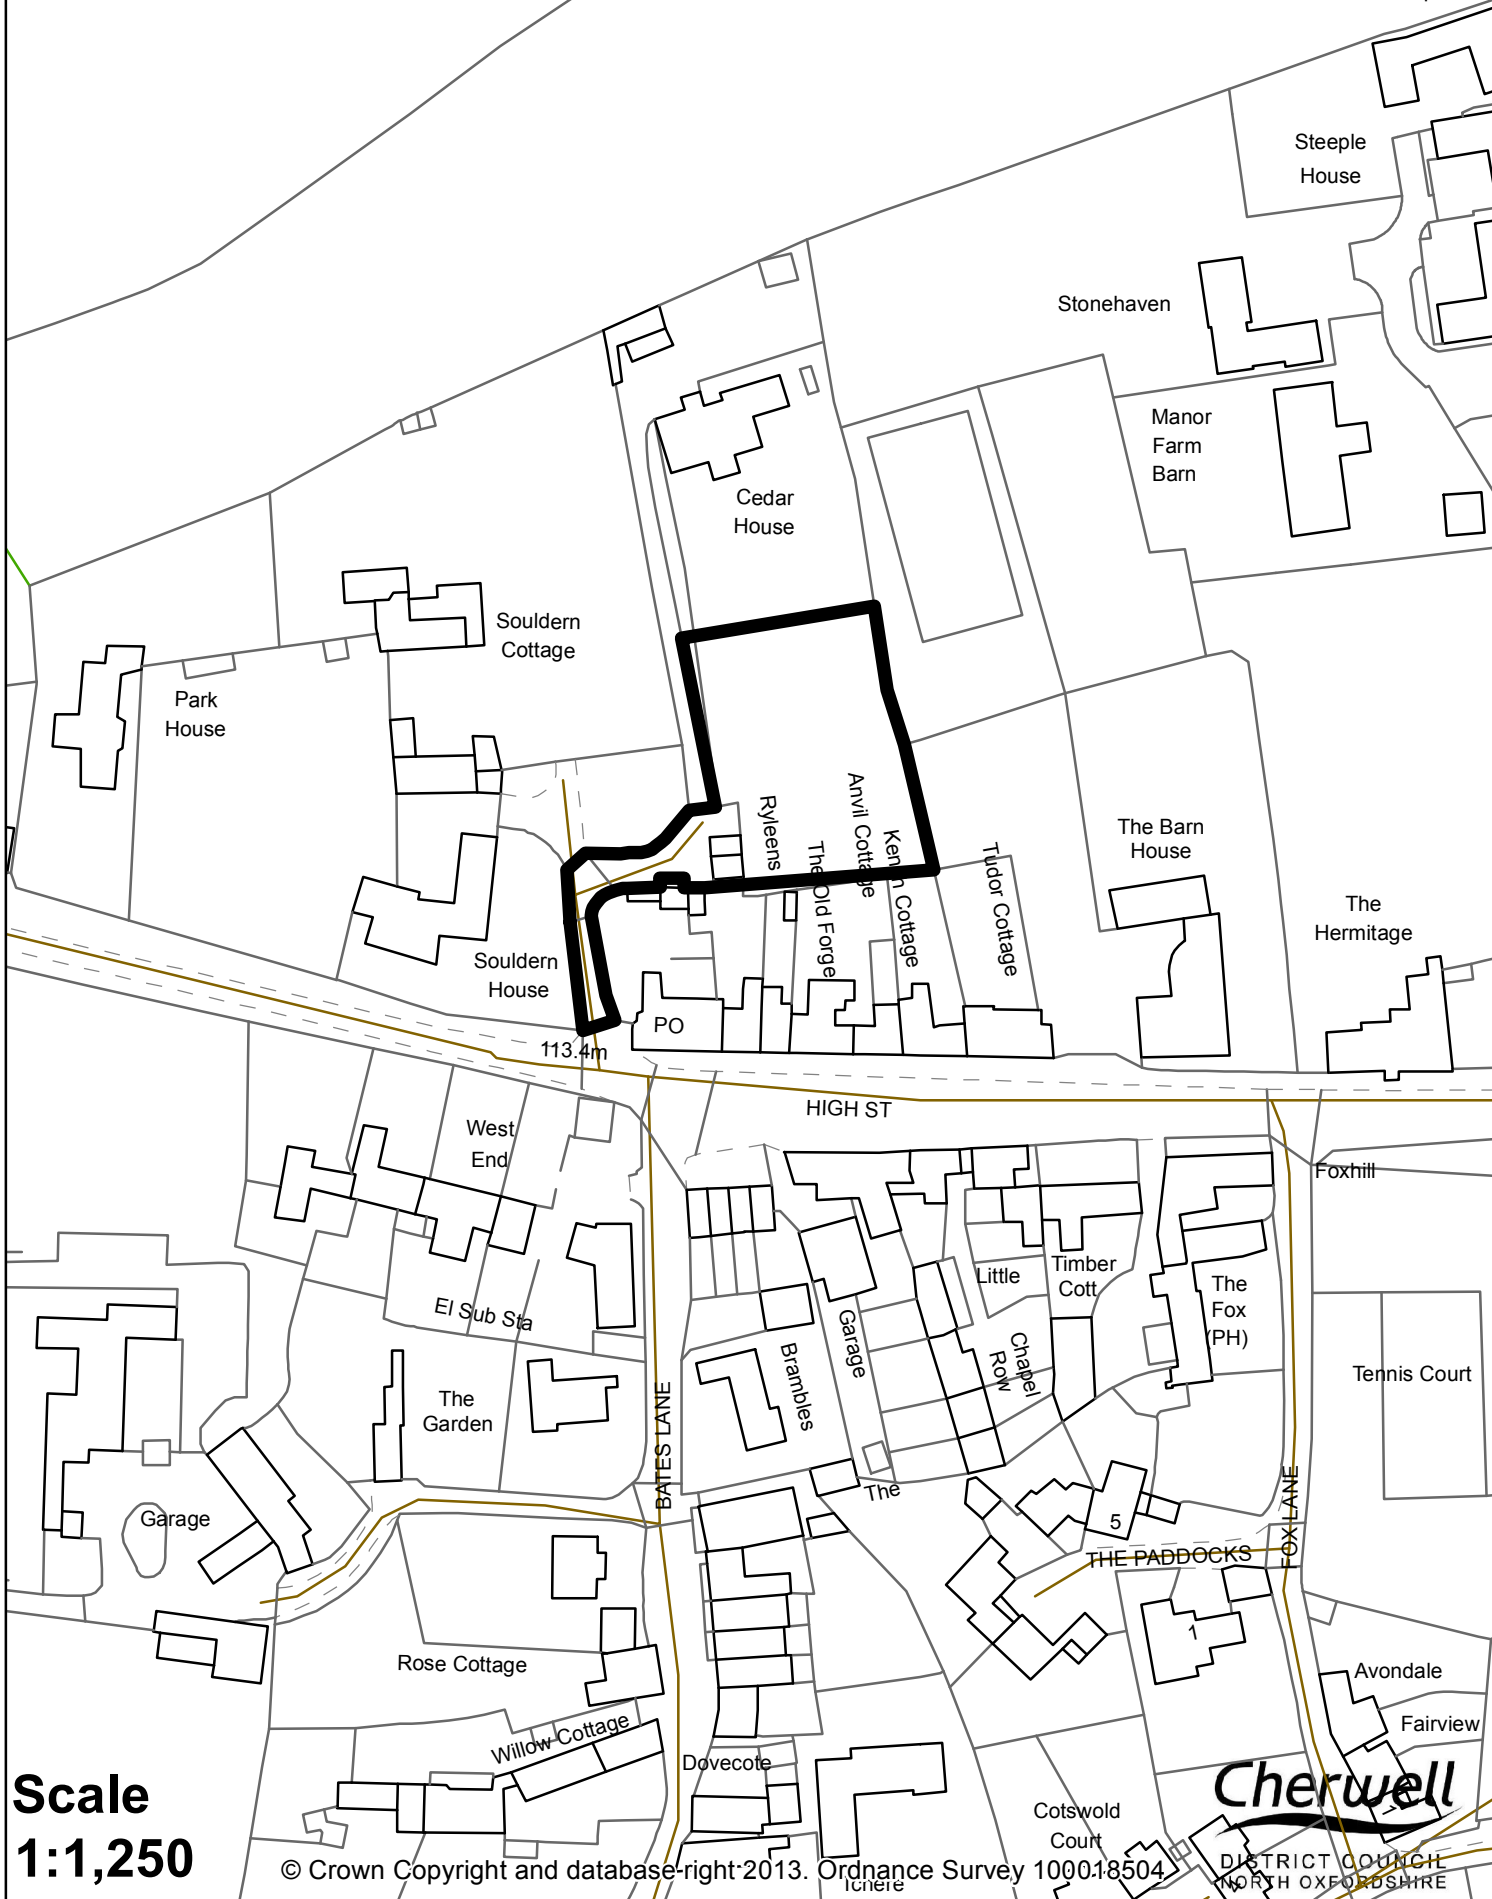 Steeple
House
Stonehaven
Manor
Farm
Barn
Cedar
House
Souldern
Cottage
Park
House
Ryleens
The Old Forge
Anvil Cottage
Cottage
Tudor Cottage
The Barn
House
The
Hermitage
Souldern
House
PO
113.4m
HIGH ST
West
End
Foxhill
El Sub Sta
Little
Timber
Cott
The
Fox
(PH)
Garage
Chapel
Row
Brambles
Tennis Court
The
Garden
BATES LANE
The
Garage
5
THE PADDOCKS
FOX LANE
1
Rose Cottage
Avondale
Fairview
Willow Cottage
Dovecote
Cotswold
Court
Scale
1:1,250
Cherwell
DISTRICT COUNCIL
NORTH OXFORDSHIRE
© Crown Copyright and database right 2013. Ordnance Survey 100018504